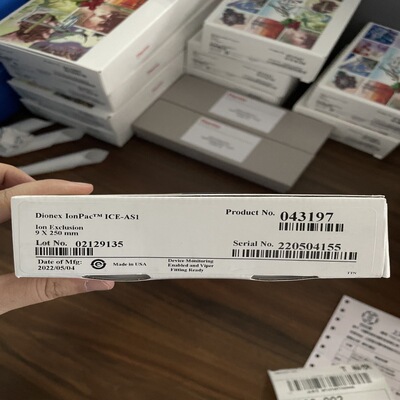 Dionex IonPac™ ICE-AS1
Product No. 043197
Ion Exclusion
9 X 250 mm
Lot No. 02129135
Serial No. 220504155
Date of Mfg:
2022/05/04
Made in USA
Device Monitoring
Enabled and Viper
Fitting Ready